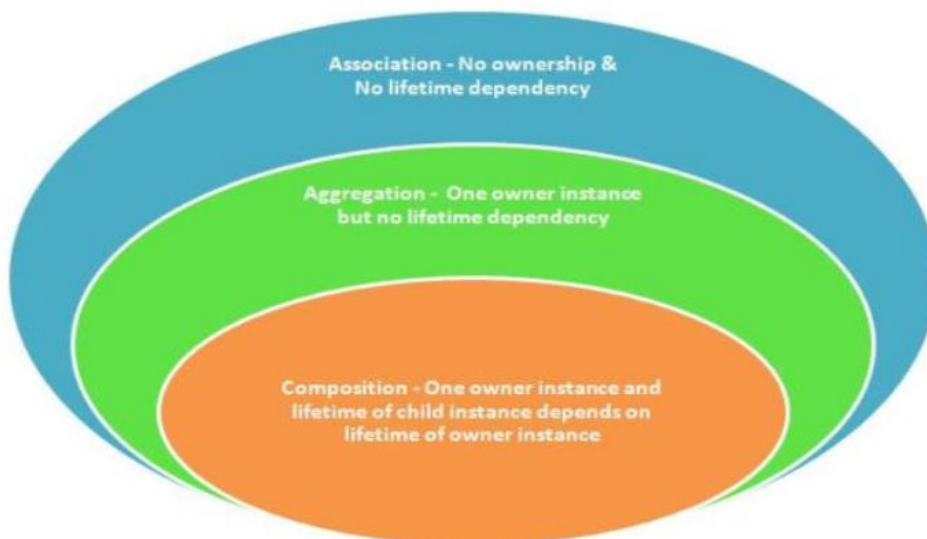 Association - No ownership &
No lifetime dependency
Aggregation - One owner instance
but no lifetime dependency
Composition - One owner instance and
lifetime of child instance depends on
lifetime of owner instance